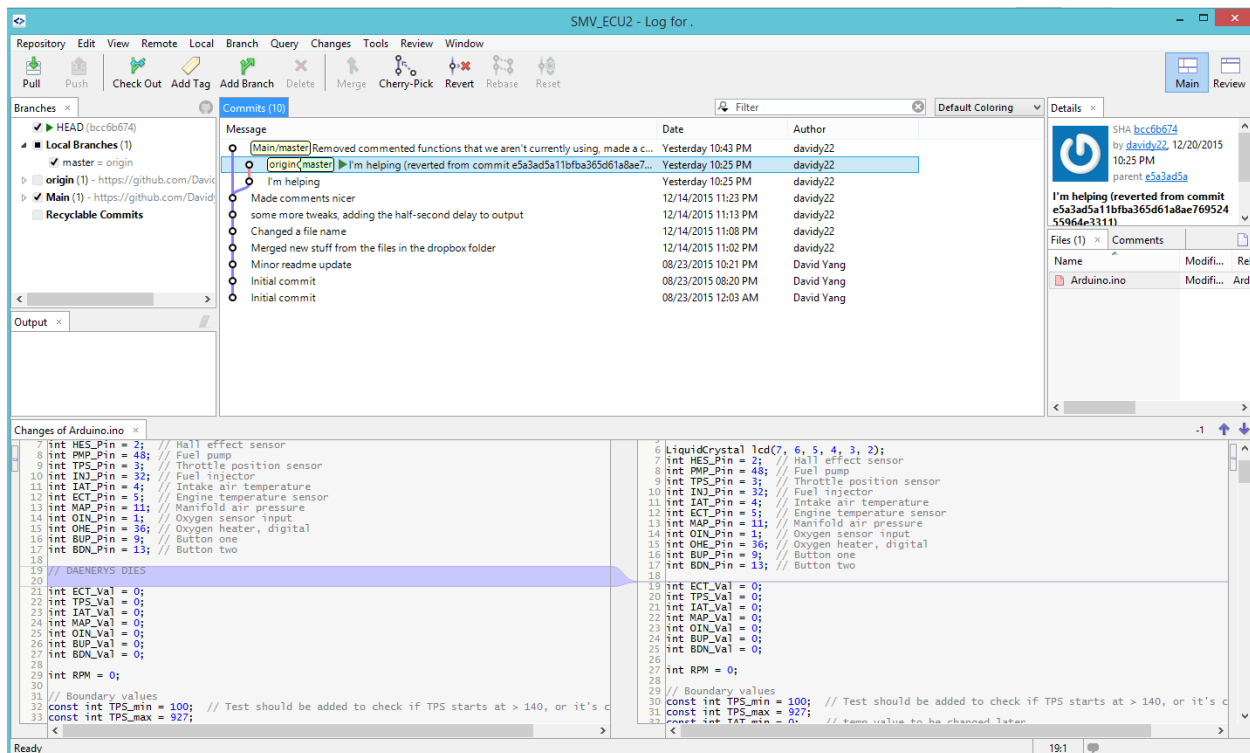 SMV_ECU2 - Log for .
Repository Edit View Remote Local Branch Query Changes Tools Review Window
Pull Push Check Out Add Tag Add Branch Delete Merge Cherry-Pick Revert Rebase Reset Main Review
Branches ×
HEAD (bcc6b674)
Local Branches (1)
master = origin
origin (1) - https://github.com/David
Main (1) - https://github.com/Davidy
Recyclable Commits
Output ×
Commits (10) Filter Default Coloring
Message Date Author
Main/master Removed commented functions that we aren't currently using, made a c... Yesterday 10:43 PM davidy22
origin master I'm helping (reverted from commit e5a3ad5a11bfba365d61a8ae7... Yesterday 10:25 PM davidy22
I'm helping Yesterday 10:25 PM davidy22
Made comments nicer 12/14/2015 11:23 PM davidy22
some more tweaks, adding the half-second delay to output 12/14/2015 11:13 PM davidy22
Changed a file name 12/14/2015 11:08 PM davidy22
Merged new stuff from the files in the dropbox folder 12/14/2015 11:02 PM davidy22
Minor readme update 08/23/2015 10:21 PM David Yang
Initial commit 08/23/2015 08:20 PM David Yang
Initial commit 08/23/2015 12:03 AM David Yang
Details ×
SHA bcc6b674
by davidy22, 12/20/2015
10:25 PM
parent e5a3ad5a
I'm helping (reverted from commit
e5a3ad5a11bfba365d61a8ae769524
55964e3311)
Files (1) × Comments
Name Modifi... Re
Arduino.ino Modifi... Ard
Changes of Arduino.ino × -1
7 int HES_Pin = 2; // Hall effect sensor
8 int PMP_Pin = 48; // Fuel pump
9 int TPS_Pin = 3; // Throttle position sensor
10 int INJ_Pin = 32; // Fuel injector
11 int IAT_Pin = 4; // Intake air temperature
12 int ECT_Pin = 5; // Engine temperature sensor
13 int MAP_Pin = 11; // Manifold air pressure
14 int OIN_Pin = 1; // Oxygen sensor input
15 int OHE_Pin = 36; // Oxygen heater, digital
16 int BUP_Pin = 9; // Button one
17 int BDN_Pin = 13; // Button two
18
19 // DAENERYS DIES
20
21 int ECT_Val = 0;
22 int TPS_Val = 0;
23 int IAT_Val = 0;
24 int MAP_Val = 0;
25 int OIN_Val = 0;
26 int BUP_Val = 0;
27 int BDN_Val = 0;
28
29 int RPM = 0;
30
31 // Boundary values
32 const int TPS_min = 100; // Test should be added to check if TPS starts at > 140, or it's c
33 const int TPS_max = 927;
6 LiquidCrystal lcd(7, 6, 5, 4, 3, 2);
7 int HES_Pin = 2; // Hall effect sensor
8 int PMP_Pin = 48; // Fuel pump
9 int TPS_Pin = 3; // Throttle position sensor
10 int INJ_Pin = 32; // Fuel injector
11 int IAT_Pin = 4; // Intake air temperature
12 int ECT_Pin = 5; // Engine temperature sensor
13 int MAP_Pin = 11; // Manifold air pressure
14 int OIN_Pin = 1; // Oxygen sensor input
15 int OHE_Pin = 36; // Oxygen heater, digital
16 int BUP_Pin = 9; // Button one
17 int BDN_Pin = 13; // Button two
18
19 int ECT_Val = 0;
20 int TPS_Val = 0;
21 int IAT_Val = 0;
22 int MAP_Val = 0;
23 int OIN_Val = 0;
24 int BUP_Val = 0;
25 int BDN_Val = 0;
26
27 int RPM = 0;
28
29 // Boundary values
30 const int TPS_min = 100; // Test should be added to check if TPS starts at > 140, or it's c
31 const int TPS_max = 927;
32 const int IAT_min = 0; // temp value to be changed later
Ready 19:1